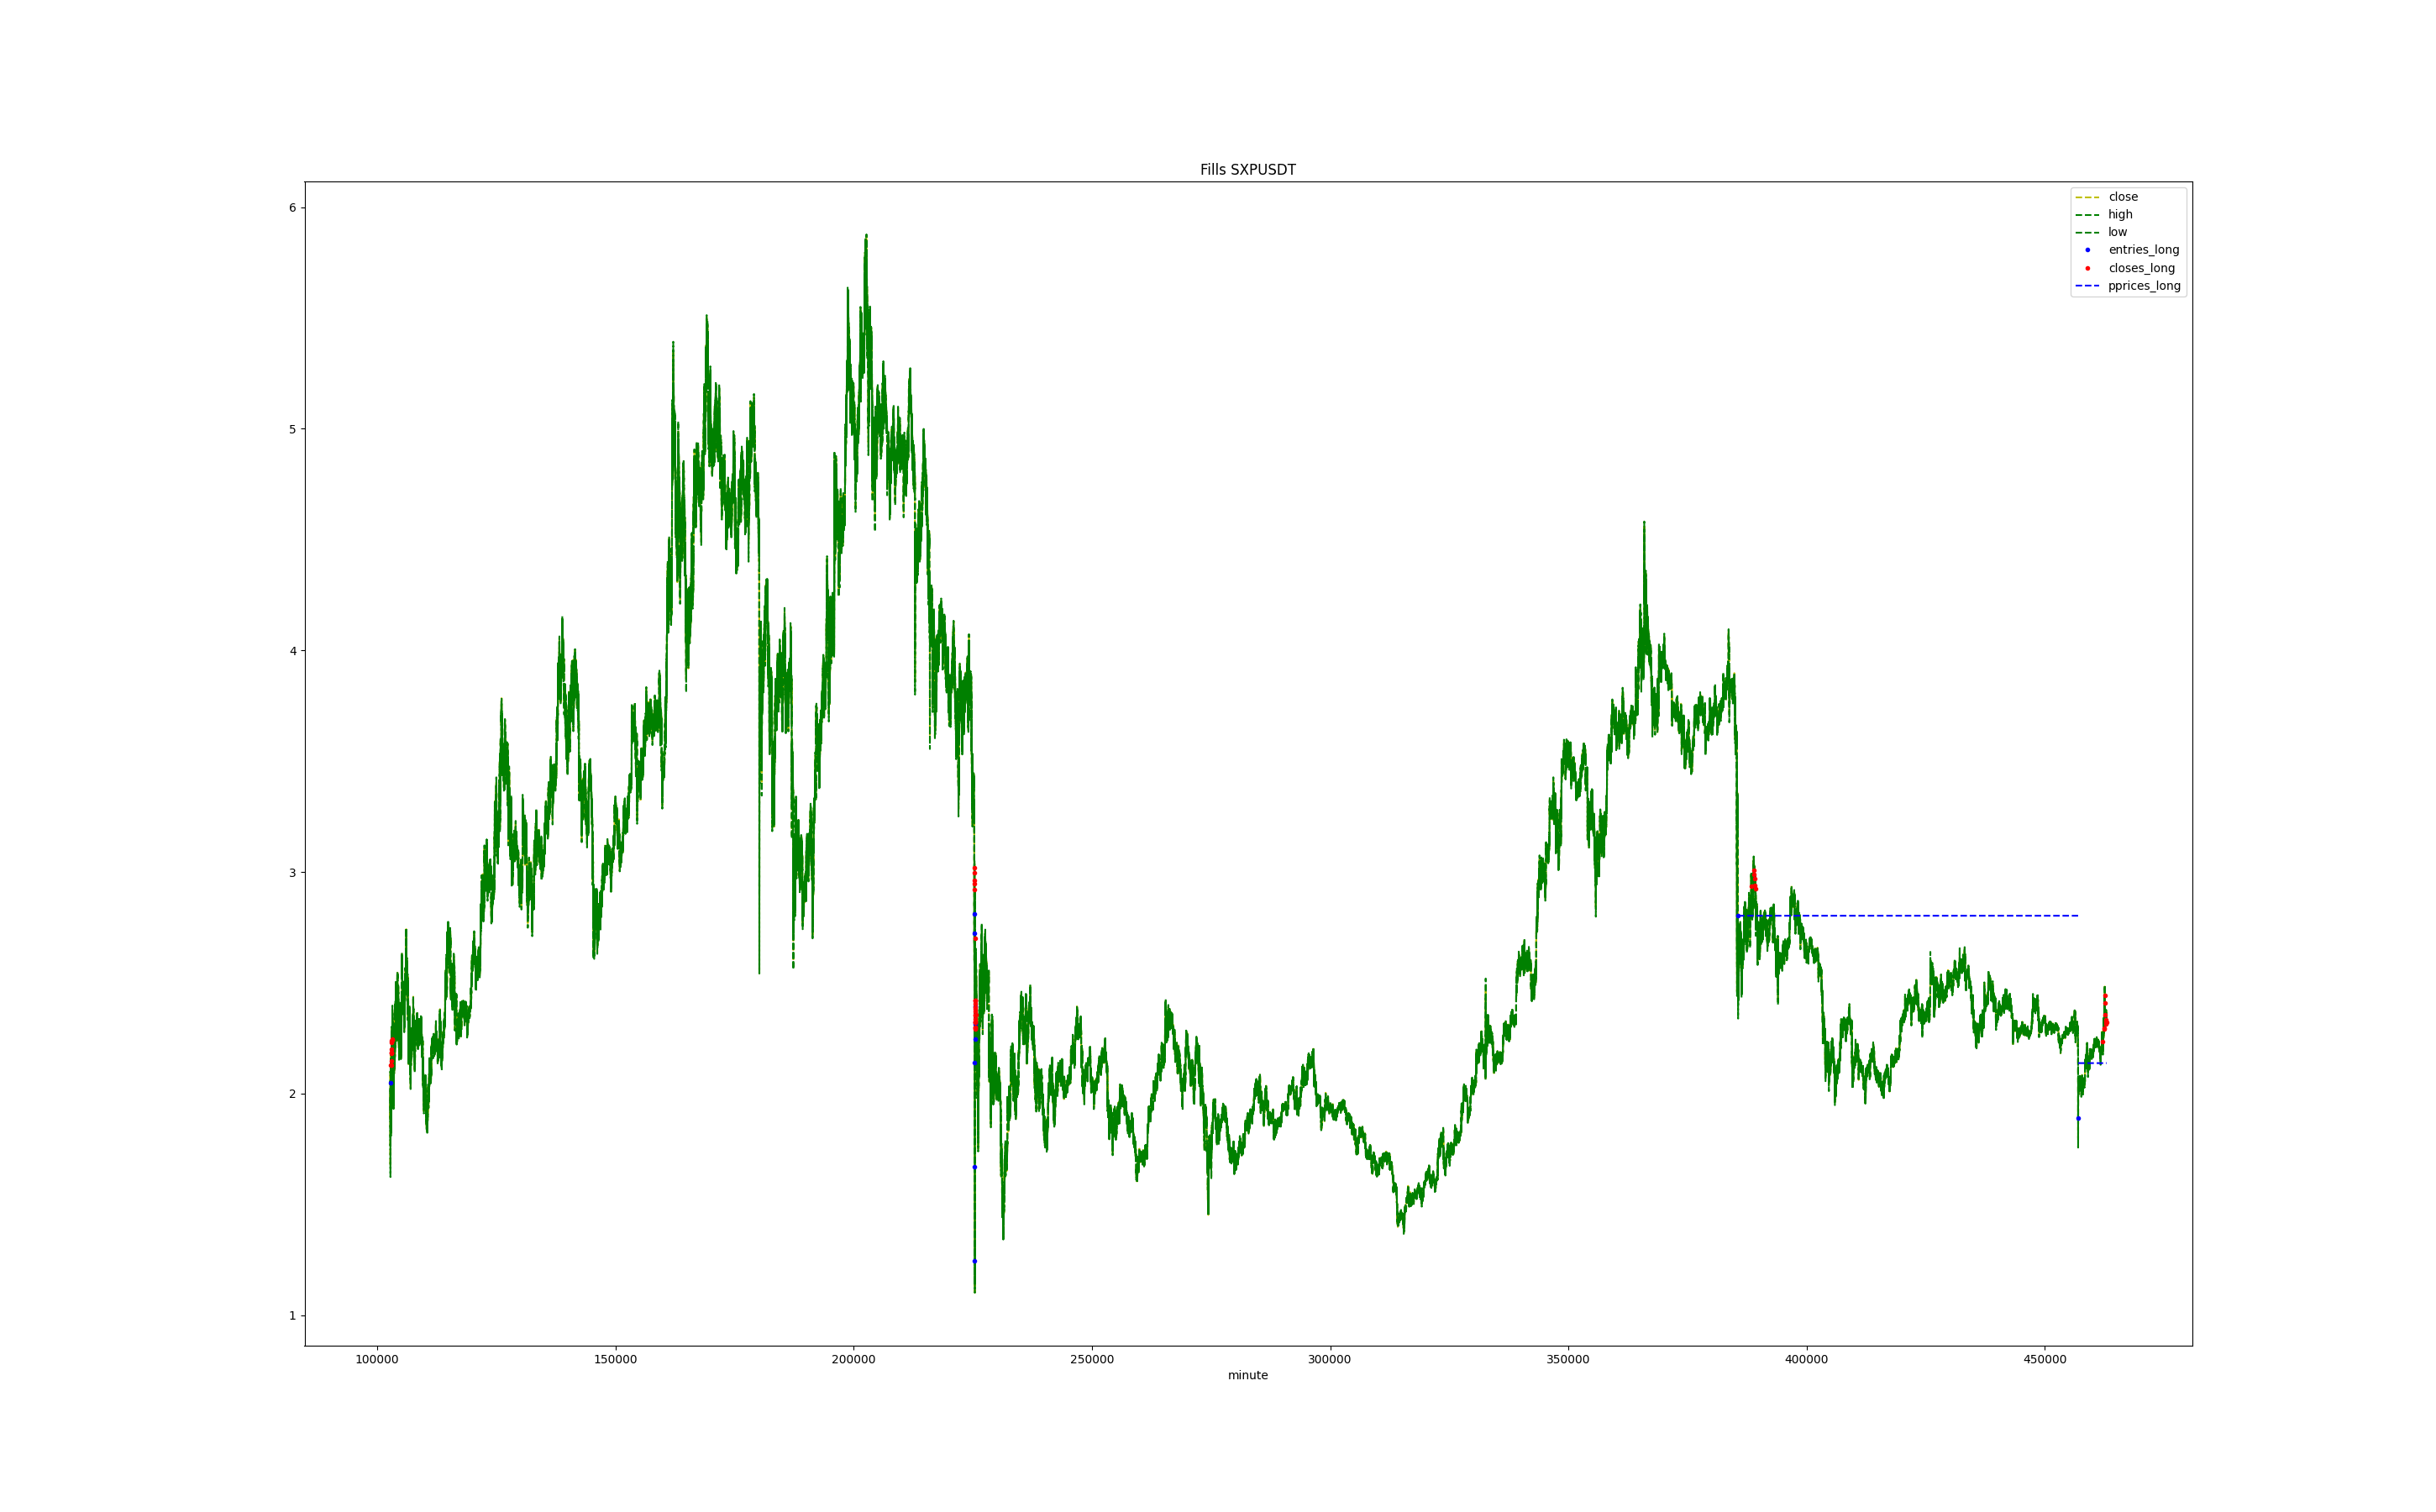 Fills SXPUSDT
close
high
low
entries_long
closes_long
pprices_long
6
5
4
3
2
1
100000 150000 200000 250000 300000 350000 400000 450000
minute